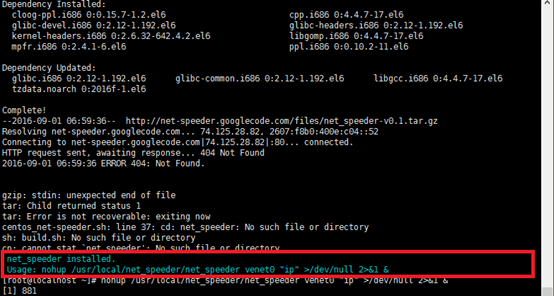 Dependency Installed:
cloog-ppl.i686 0:0.15.7-1.2.el6 cpp.i686 0:4.4.7-17.el6
glibc-devel.i686 0:2.12-1.192.el6 glibc-headers.i686 0:2.12-1.192.el6
kernel-headers.i686 0:2.6.32-642.4.2.el6 libgomp.i686 0:4.4.7-17.el6
mpfr.i686 0:2.4.1-6.el6 ppl.i686 0:0.10.2-11.el6
Dependency Updated:
glibc.i686 0:2.12-1.192.el6 glibc-common.i686 0:2.12-1.192.el6 libgcc.i686 0:4.4.7-17.el6
tzdata.noarch 0:2016f-1.el6
Complete!
--2016-09-01 06:59:36-- http://net-speeder.googlecode.com/files/net_speeder-v0.1.tar.gz
Resolving net-speeder.googlecode.com... 74.125.28.82, 2607:f8b0:400e:c04::52
Connecting to net-speeder.googlecode.com|74.125.28.82|:80... connected.
HTTP request sent, awaiting response... 404 Not Found
2016-09-01 06:59:36 ERROR 404: Not Found.
gzip: stdin: unexpected end of file
tar: Child returned status 1
tar: Error is not recoverable: exiting now
centos_net-speeder.sh: line 37: cd: net_speeder: No such file or directory
sh: build.sh: No such file or directory
cp: cannot stat `net_speeder': No such file or directory
net_speeder installed.
Usage: nohup /usr/local/net_speeder/net_speeder venet0 "ip" >/dev/null 2>&1 &
[root@localhost ~]# nohup /usr/local/net_speeder/net_speeder venet0 "ip" >/dev/null 2>&1 &
[1] 881